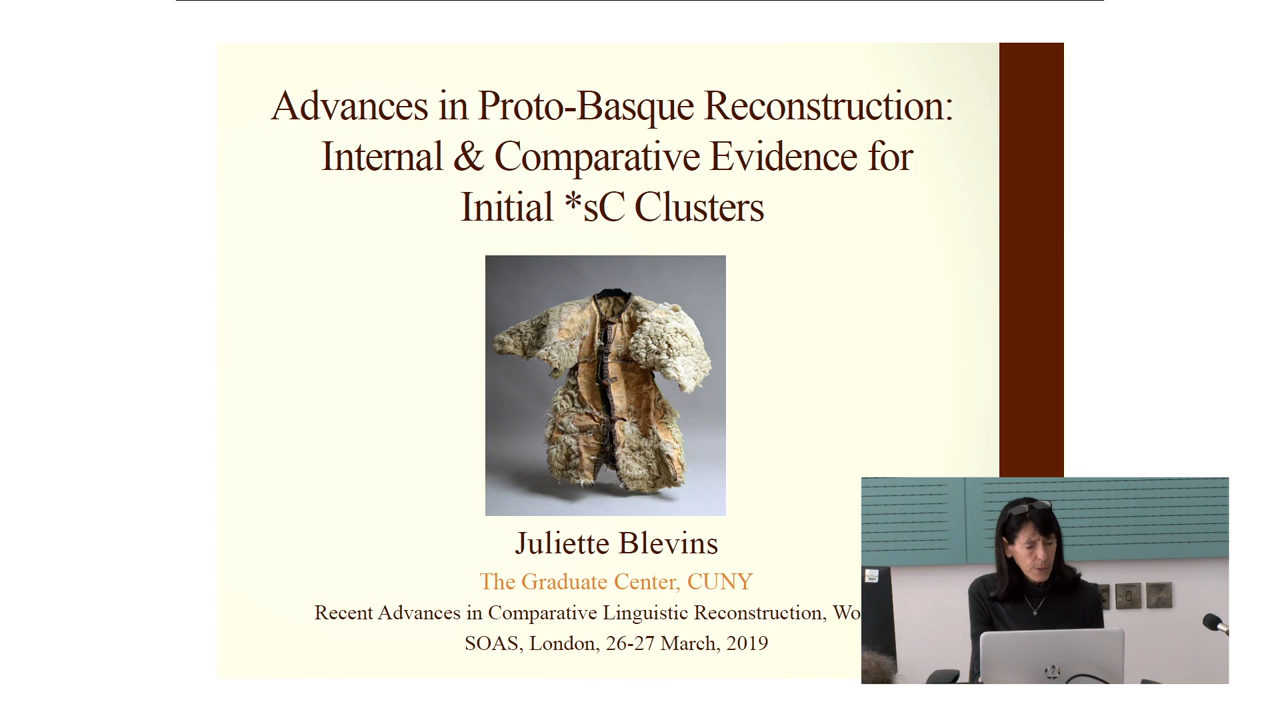 Advances in Proto-Basque Reconstruction:
Internal & Comparative Evidence for
Initial *sC Clusters
Juliette Blevins
The Graduate Center, CUNY
Recent Advances in Comparative Linguistic Reconstruction,
SOAS, London, 26-27 March, 2019